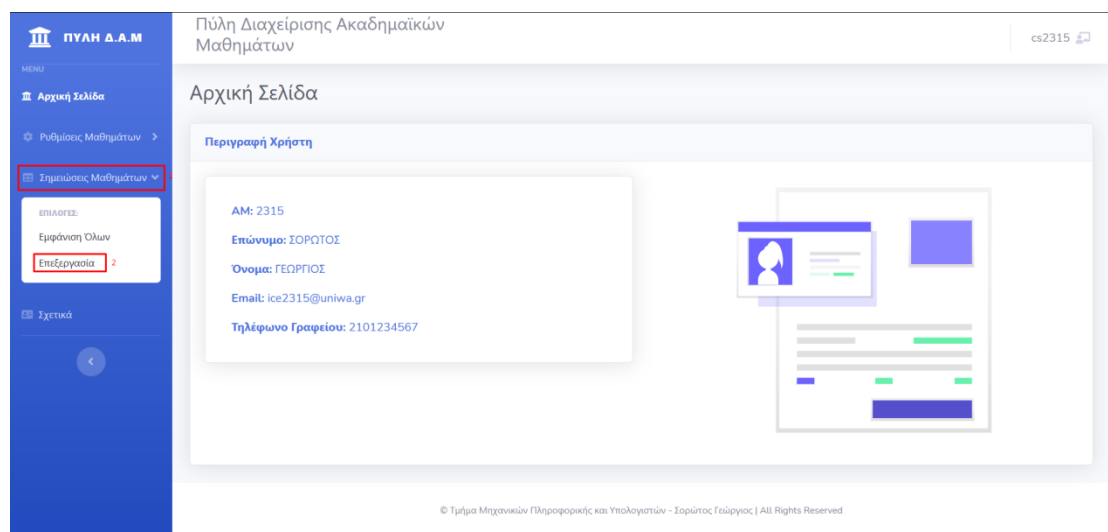 ΠΥΛΗ Δ.Α.Μ
Πύλη Διαχείρισης Ακαδημαϊκών
Μαθημάτων
cs2315
MENU
Αρχική Σελίδα
Ρυθμίσεις Μαθημάτων
Σημειώσεις Μαθημάτων
ΕΠΙΛΟΓΕΣ:
Εμφάνιση Όλων
Επεξεργασία 2
Σχετικά
Αρχική Σελίδα
Περιγραφή Χρήστη
ΑΜ: 2315
Επώνυμο: ΣΟΡΩΤΟΣ
Όνομα: ΓΕΩΡΓΙΟΣ
Email: ice2315@uniwa.gr
Τηλέφωνο Γραφείου: 2101234567
© Τμήμα Μηχανικών Πληροφορικής και Υπολογιστών - Σορώτος Γεώργιος | All Rights Reserved